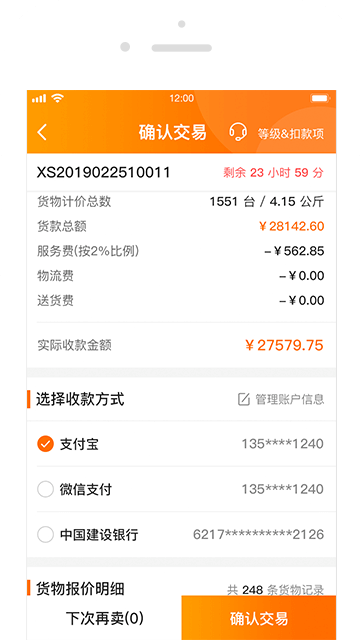 12:00
确认交易
等级&扣款项
XS2019022510011 剩余 23 小时 59 分
货物计价总数 1551 台 / 4.15 公斤
货款总额 ¥28142.60
服务费(按2%比例) -¥562.85
物流费 -¥0.00
送货费 -¥0.00
实际收款金额 ¥27579.75
选择收款方式 管理账户信息
支付宝 135****1240
微信支付 135****1240
中国建设银行 6217**********2126
货物报价明细 共 248 条货物记录
下次再卖(0) 确认交易